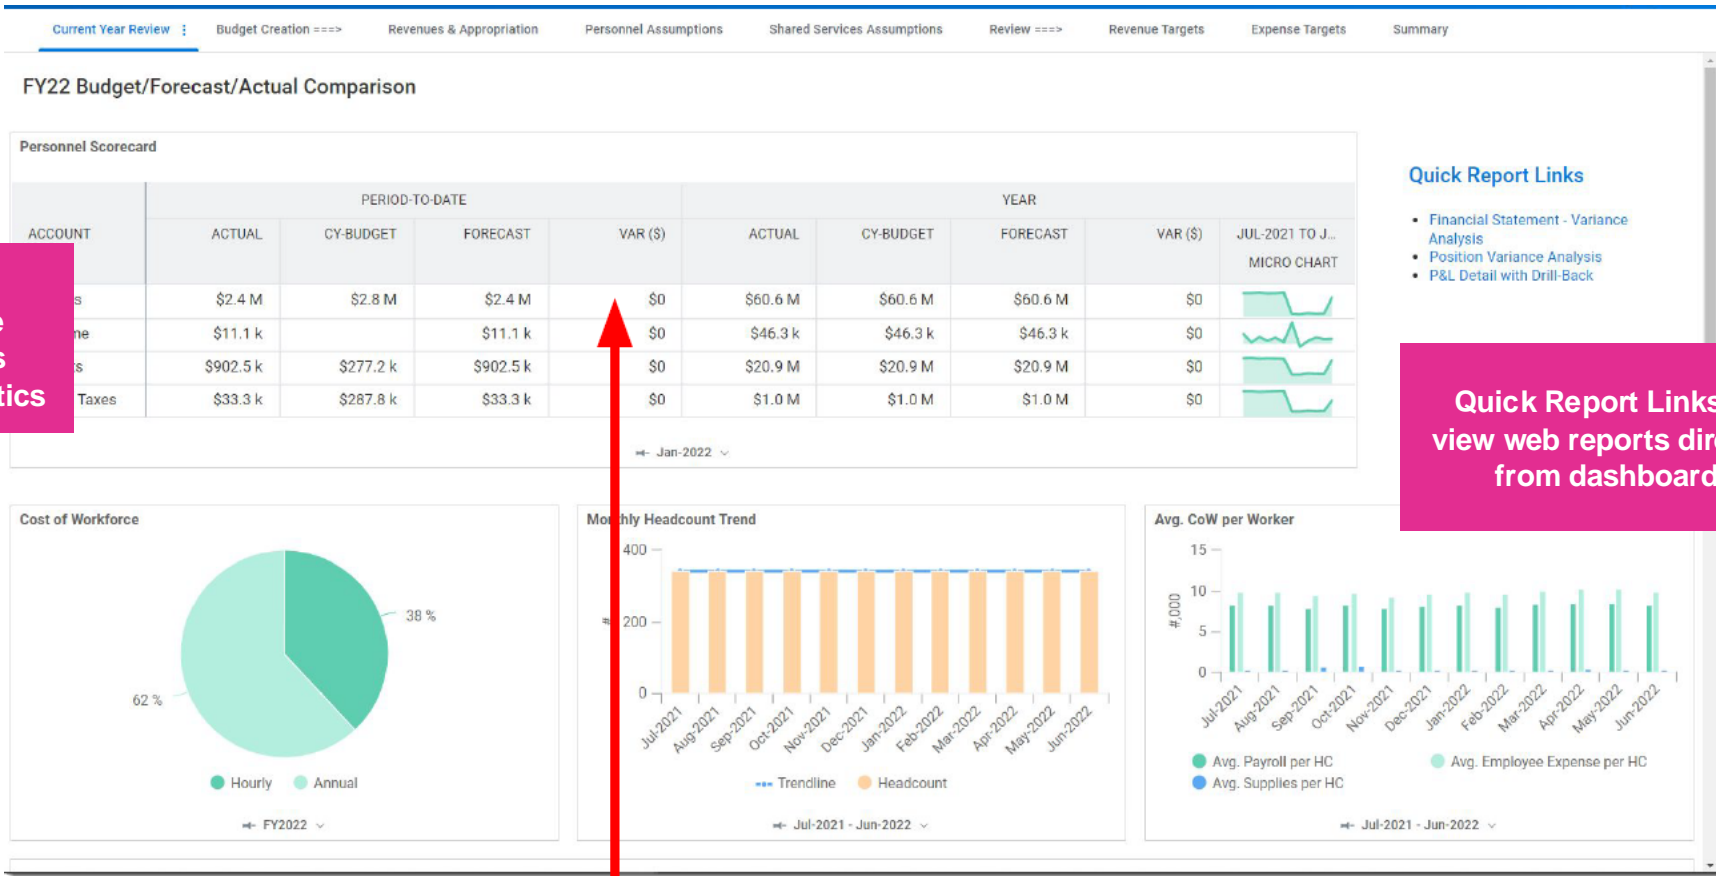 Current Year Review Budget Creation ===> Revenues & Appropriation Personnel Assumptions Shared Services Assumptions Review ===> Revenue Targets Expense Targets Summary
FY22 Budget/Forecast/Actual Comparison
Personnel Scorecard
PERIOD-TO-DATE YEAR
ACCOUNT ACTUAL CY-BUDGET FORECAST VAR ($) ACTUAL CY-BUDGET FORECAST VAR ($) JUL-2021 TO J...
MICRO CHART
$2.4 M $2.8 M $2.4 M $0 $60.6 M $60.6 M $60.6 M $0
$11.1 k $11.1 k $0 $46.3 k $46.3 k $46.3 k $0
$902.5 k $277.2 k $902.5 k $0 $20.9 M $20.9 M $20.9 M $0
Taxes $33.3 k $287.8 k $33.3 k $0 $1.0 M $1.0 M $1.0 M $0
Jan-2022
Quick Report Links
Financial Statement - Variance
Analysis
Position Variance Analysis
P&L Detail with Drill-Back
Quick Report Links
view web reports
from dashboard
Cost of Workforce
38 %
62 %
Hourly Annual
FY2022
Monthly Headcount Trend
400
200
0
#
Jul-2021 Aug-2021 Sep-2021 Oct-2021 Nov-2021 Dec-2021 Jan-2022 Feb-2022 Mar-2022 Apr-2022 May-2022 Jun-2022
Trendline Headcount
Jul-2021 - Jun-2022
Avg. CoW per Worker
15
10
5
0
#,000
Jul-2021 Aug-2021 Sep-2021 Oct-2021 Nov-2021 Dec-2021 Jan-2022 Feb-2022 Mar-2022 Apr-2022 May-2022 Jun-2022
Avg. Payroll per HC Avg. Employee Expense per HC
Avg. Supplies per HC
Jul-2021 - Jun-2022